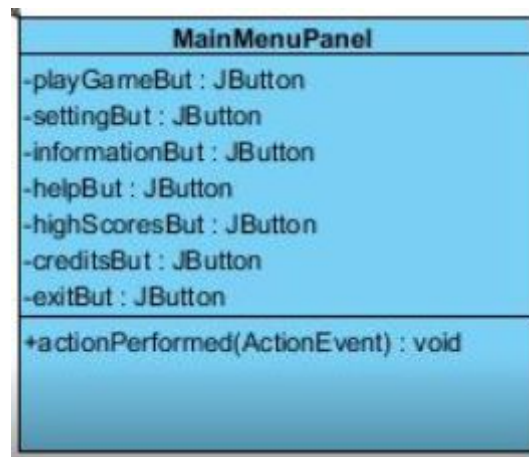 MainMenuPanel
-playGameBut : JButton
-settingBut : JButton
-informationBut : JButton
-helpBut : JButton
-highScoresBut : JButton
-creditsBut : JButton
-exitBut : JButton
+actionPerformed(ActionEvent) : void